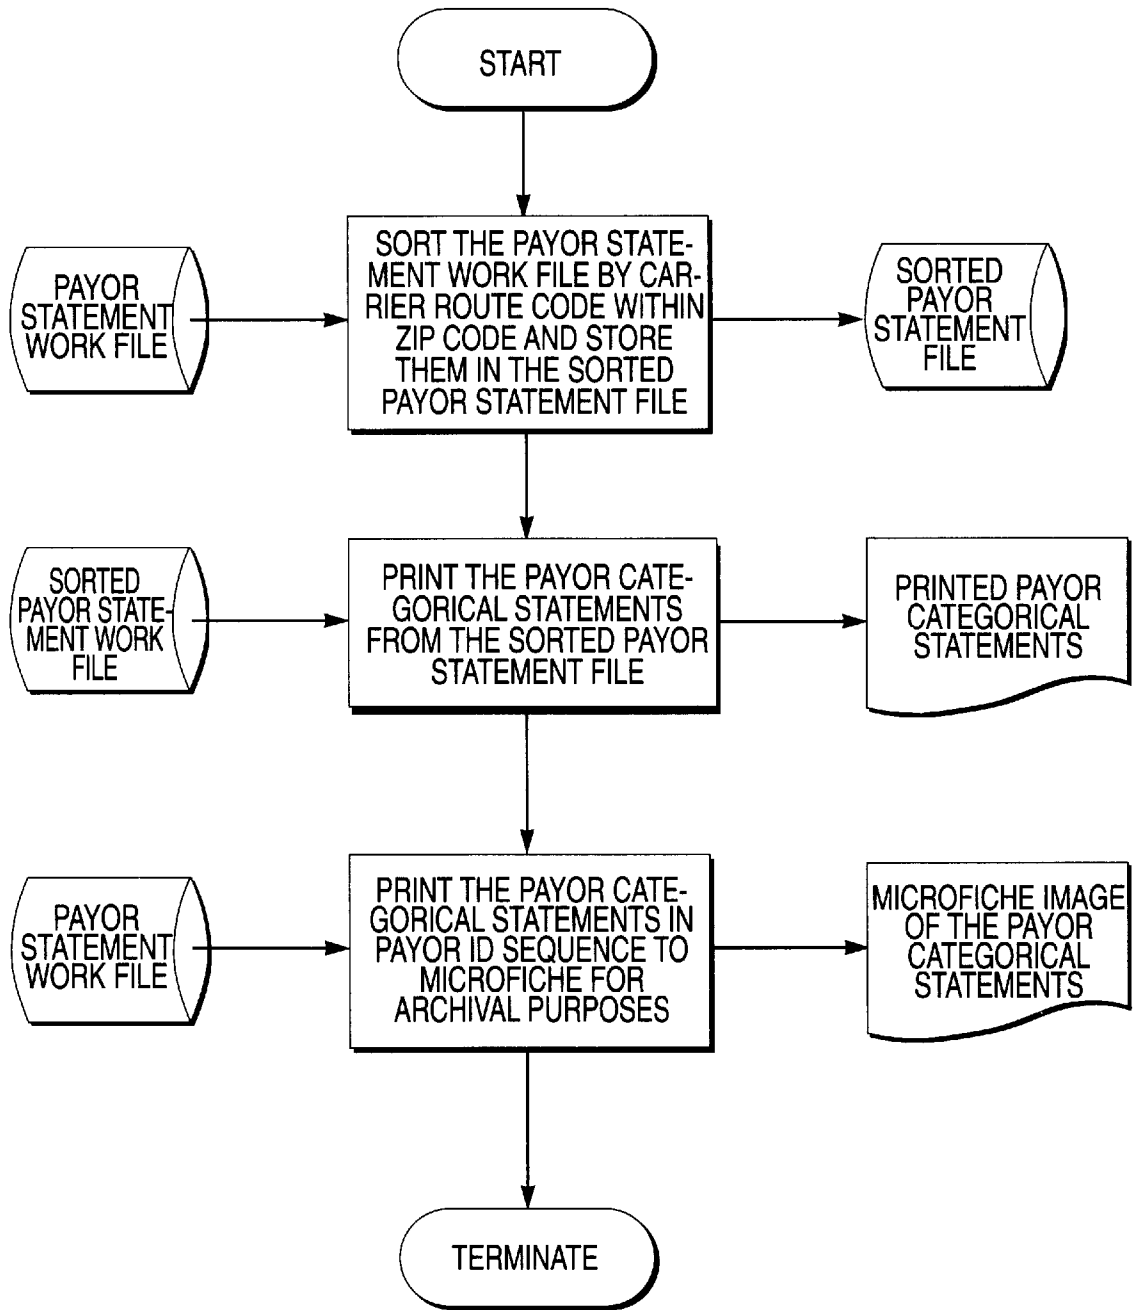 START
PAYOR
STATEMENT
WORK FILE
SORT THE PAYOR STATE-
MENT WORK FILE BY CAR-
RIER ROUTE CODE WITHIN
ZIP CODE AND STORE
THEM IN THE SORTED
PAYOR STATEMENT FILE
SORTED
PAYOR
STATEMENT
FILE
SORTED
PAYOR STATE-
MENT WORK
FILE
PRINT THE PAYOR CATE-
GORICAL STATEMENTS
FROM THE SORTED PAYOR
STATEMENT FILE
PRINTED PAYOR
CATEGORICAL
STATEMENTS
PAYOR
STATEMENT
WORK FILE
PRINT THE PAYOR CATE-
GORICAL STATEMENTS IN
PAYOR ID SEQUENCE TO
MICROFICHE FOR
ARCHIVAL PURPOSES
MICROFICHE IMAGE
OF THE PAYOR
CATEGORICAL
STATEMENTS
TERMINATE